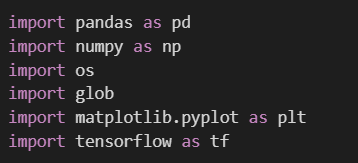 import pandas as pd
import numpy as np
import os
import glob
import matplotlib.pyplot as plt
import tensorflow as tf